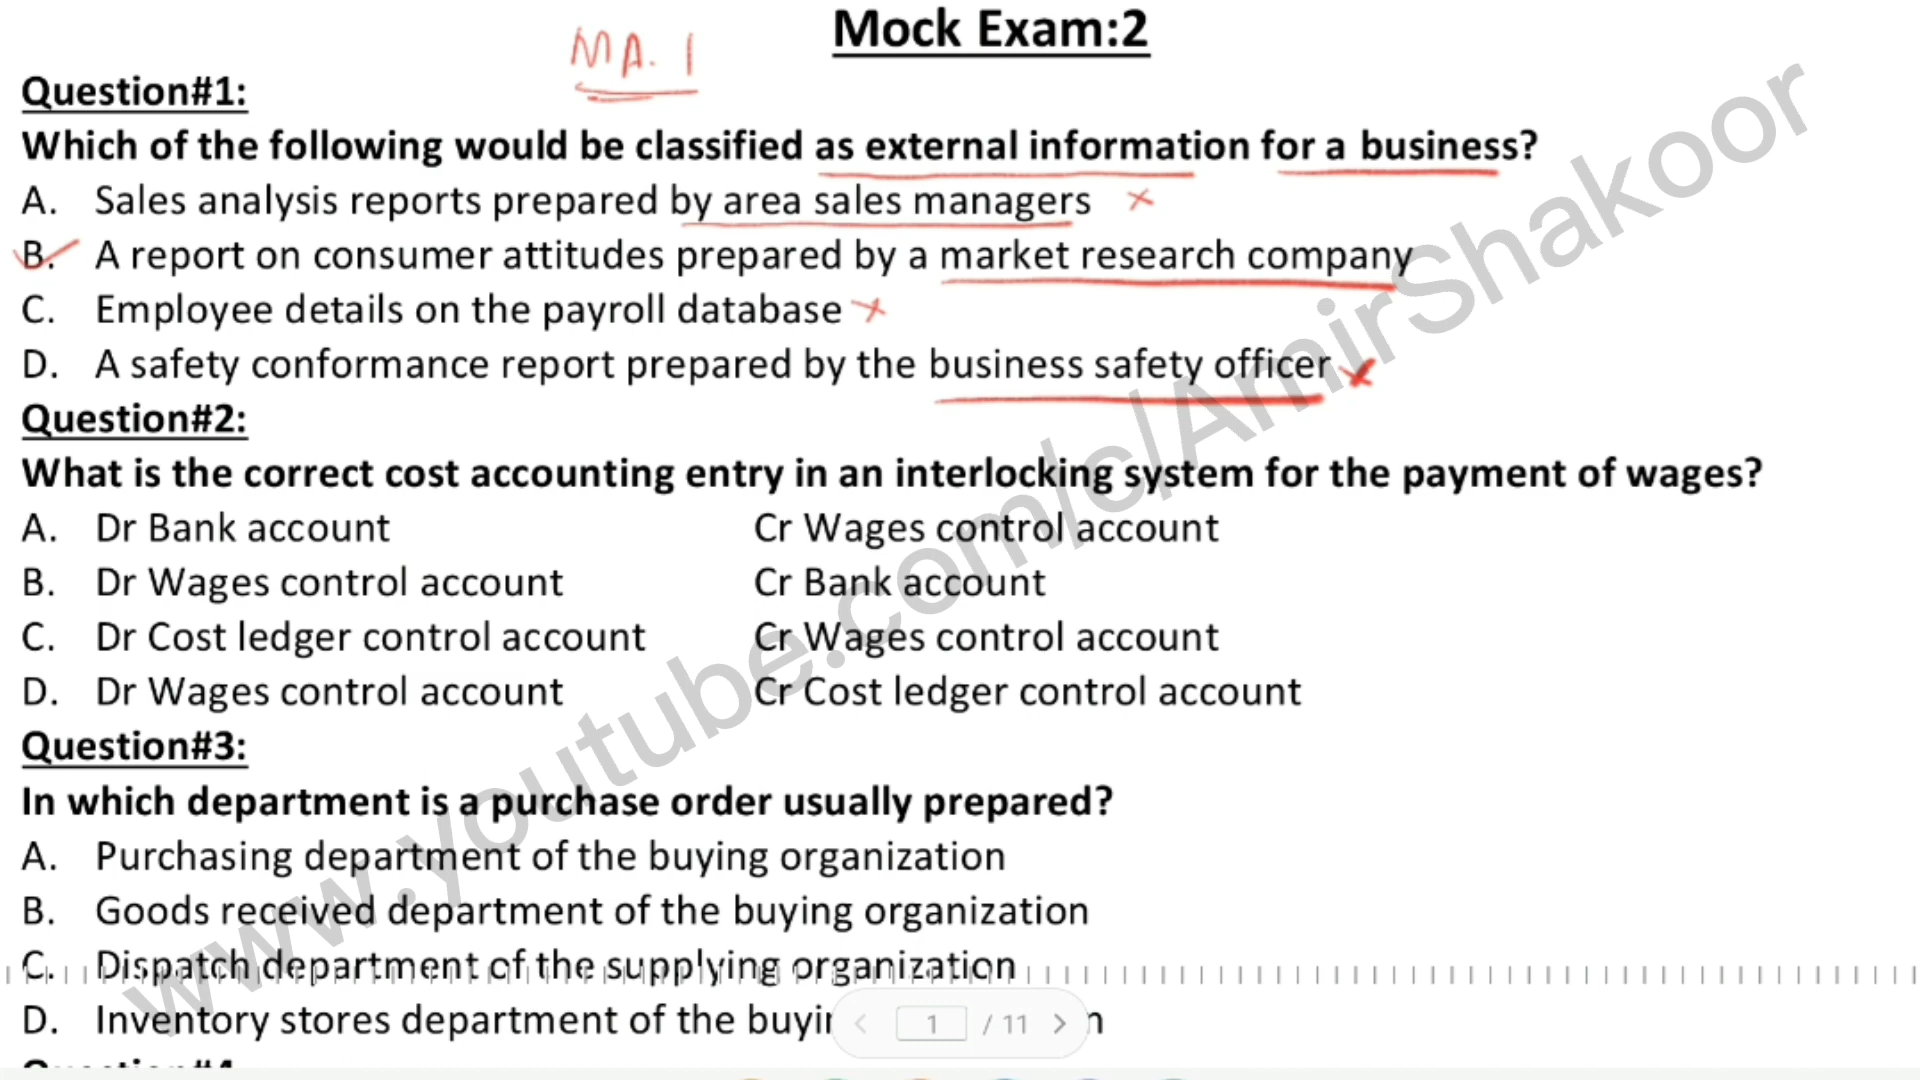 Mock Exam:2
MA. 1
Question#1:
Which of the following would be classified as external information for a business?
A. Sales analysis reports prepared by area sales managers
B. A report on consumer attitudes prepared by a market research company
C. Employee details on the payroll database
D. A safety conformance report prepared by the business safety officer
Question#2:
What is the correct cost accounting entry in an interlocking system for the payment of wages?
A. Dr Bank account Cr Wages control account
B. Dr Wages control account Cr Bank account
C. Dr Cost ledger control account Cr Wages control account
D. Dr Wages control account Cr Cost ledger control account
Question#3:
In which department is a purchase order usually prepared?
A. Purchasing department of the buying organization
B. Goods received department of the buying organization
C. Dispatch department of the supplying organization
D. Inventory stores department of the
1 / 11
www.youtube.com/c/AmirShakoor